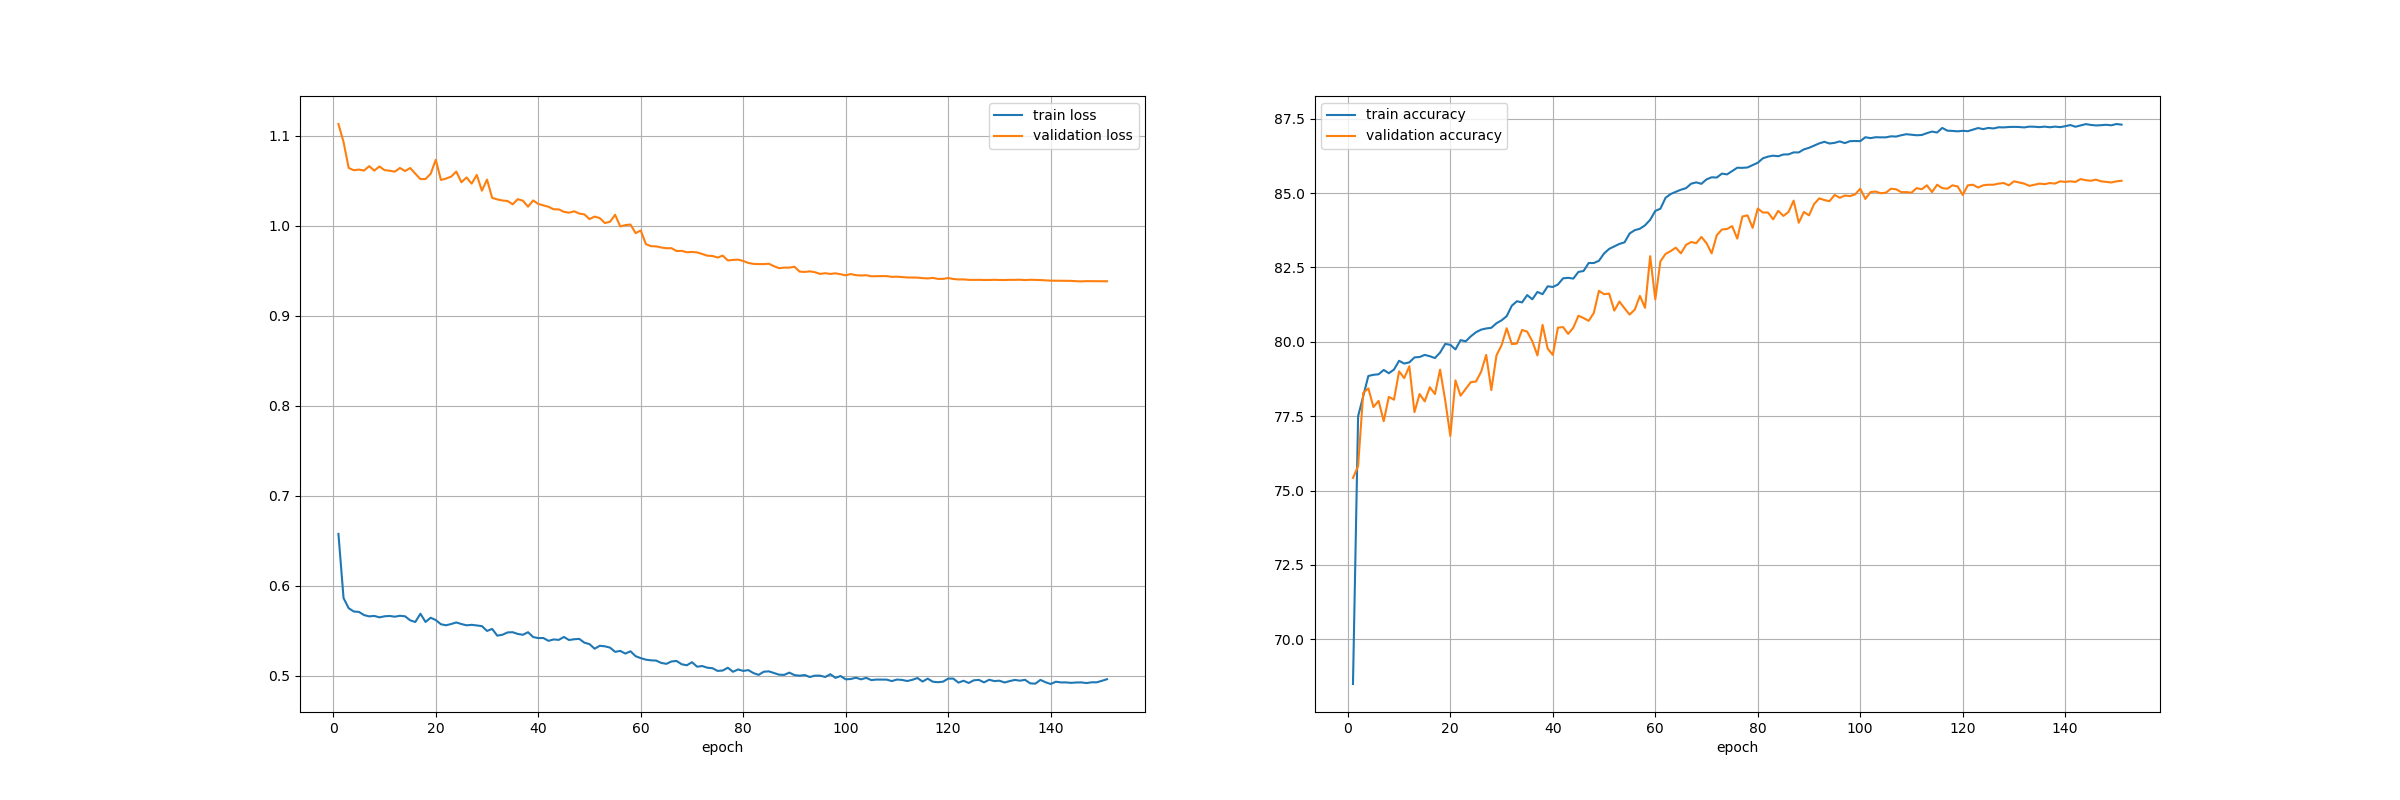 train loss
validation loss
1.1
1.0
0.9
0.8
0.7
0.6
0.5
0 20 40 60 80 100 120 140
epoch
train accuracy
validation accuracy
87.5
85.0
82.5
80.0
77.5
75.0
72.5
70.0
0 20 40 60 80 100 120 140
epoch